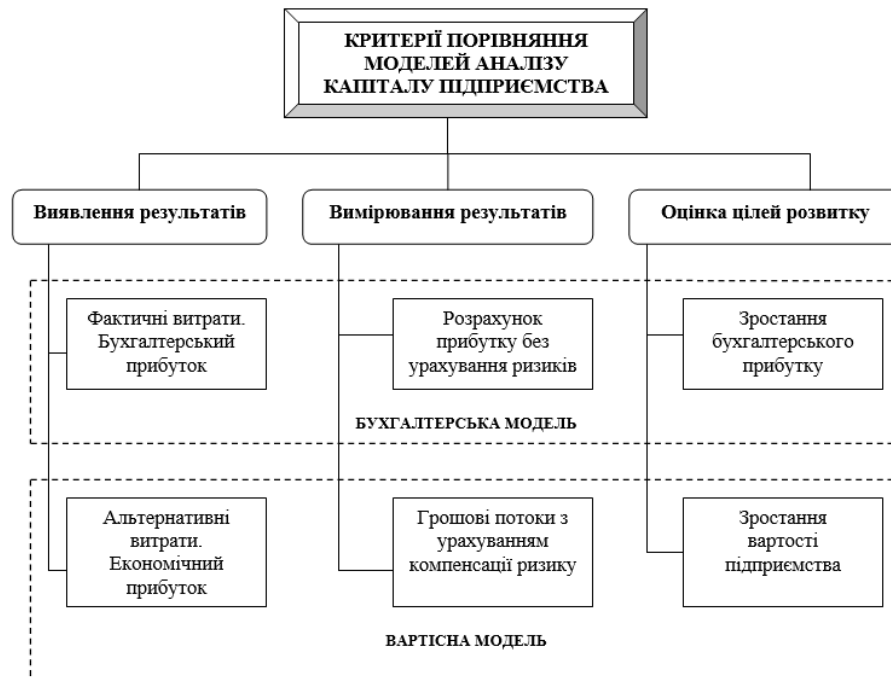 КРИТЕРІЇ ПОРІВНЯННЯ
МОДЕЛЕЙ АНАЛІЗУ
КАПІТАЛУ ПІДПРИЄМСТВА
Виявлення результатів
Вимірювання результатів
Оцінка цілей розвитку
Фактичні витрати.
Бухгалтерський
прибуток
Розрахунок
прибутку без
урахування ризиків
Зростання
бухгалтерського
прибутку
БУХГАЛТЕРСЬКА МОДЕЛЬ
Альтернативні
витрати.
Економічний
прибуток
Грошові потоки з
урахуванням
компенсації ризику
Зростання
вартості
підприємства
ВАРТІСНА МОДЕЛЬ